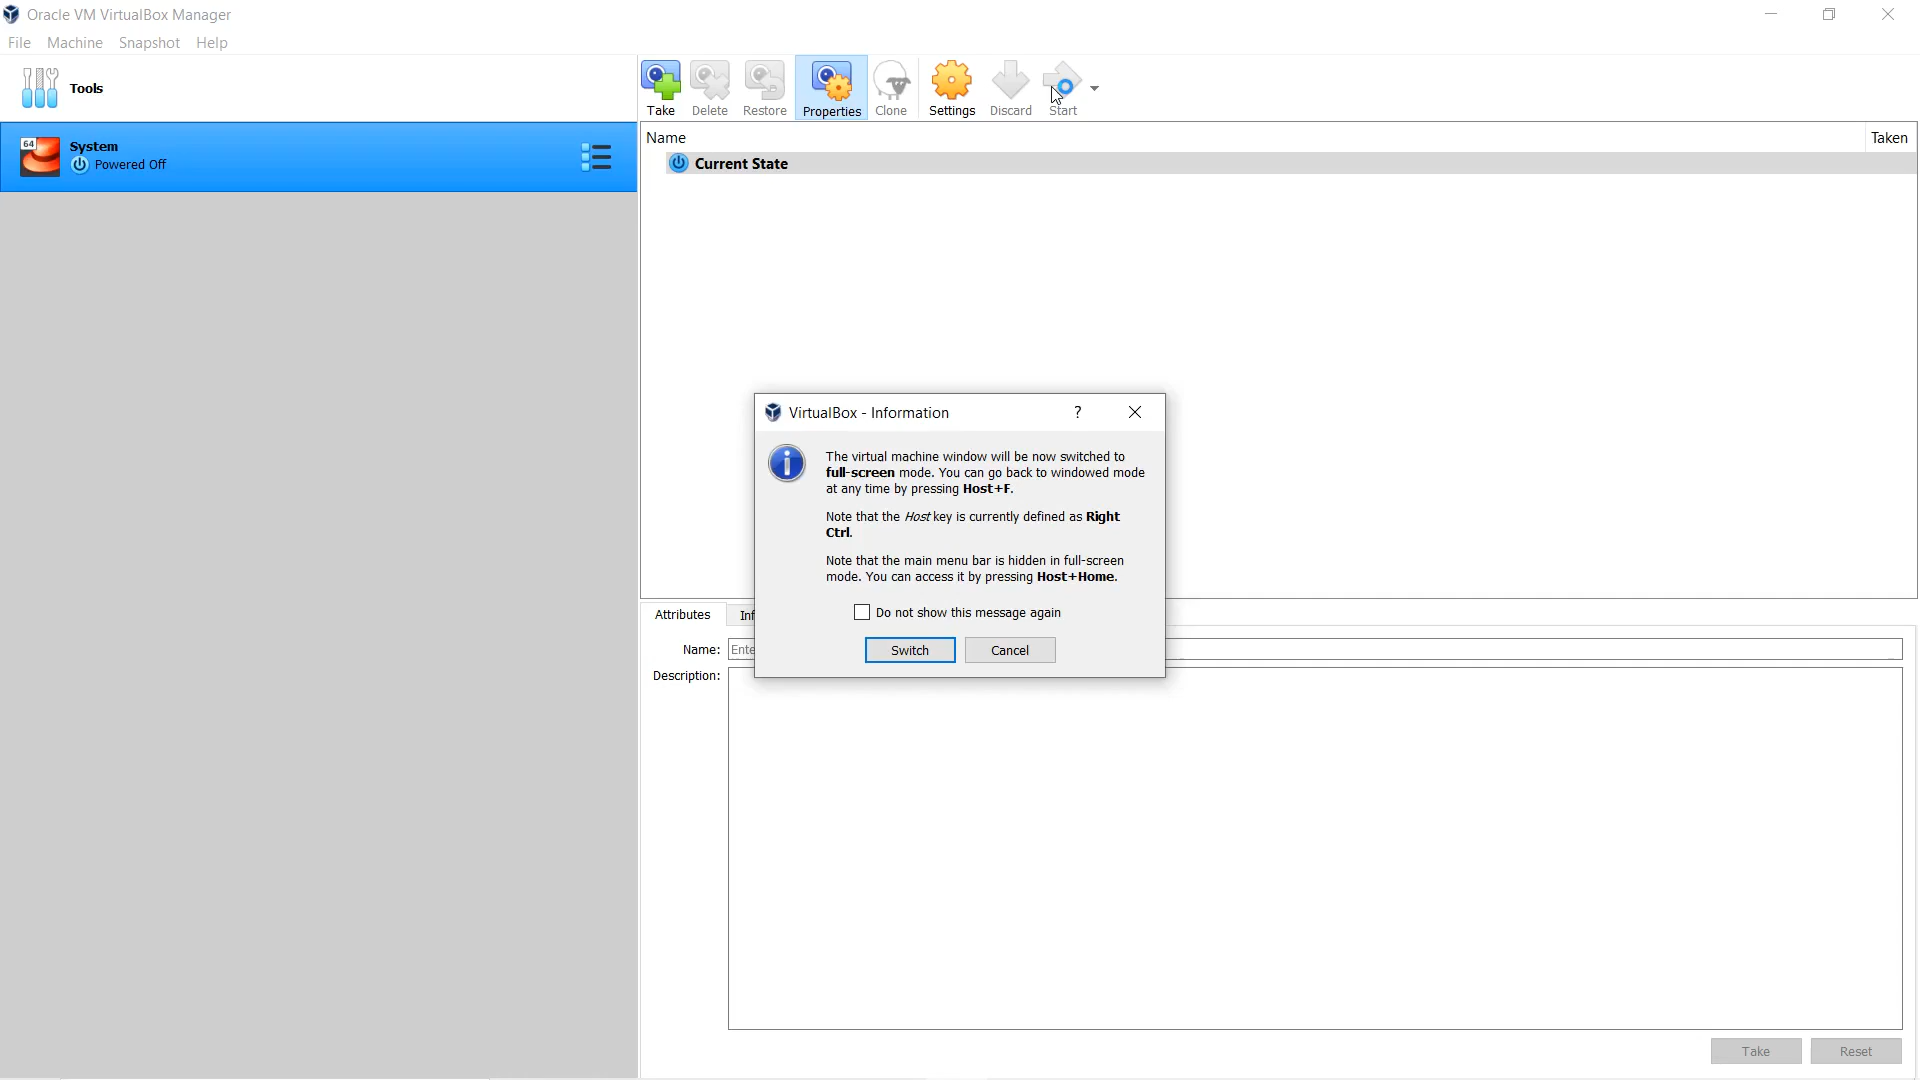 Oracle VM VirtualBox Manager
File Machine Snapshot Help
Tools
Take Delete Restore Properties Clone Settings Discard Start
64
System
Powered Off
Name Taken
Current State
VirtualBox - Information ?
The virtual machine window will be now switched to
full-screen mode. You can go back to windowed mode
at any time by pressing Host+F.
Note that the Host key is currently defined as Right
Ctrl.
Note that the main menu bar is hidden in full-screen
mode. You can access it by pressing Host+Home.
Do not show this message again
Switch Cancel
Attributes Inf
Name: Ente
Description:
Take Reset